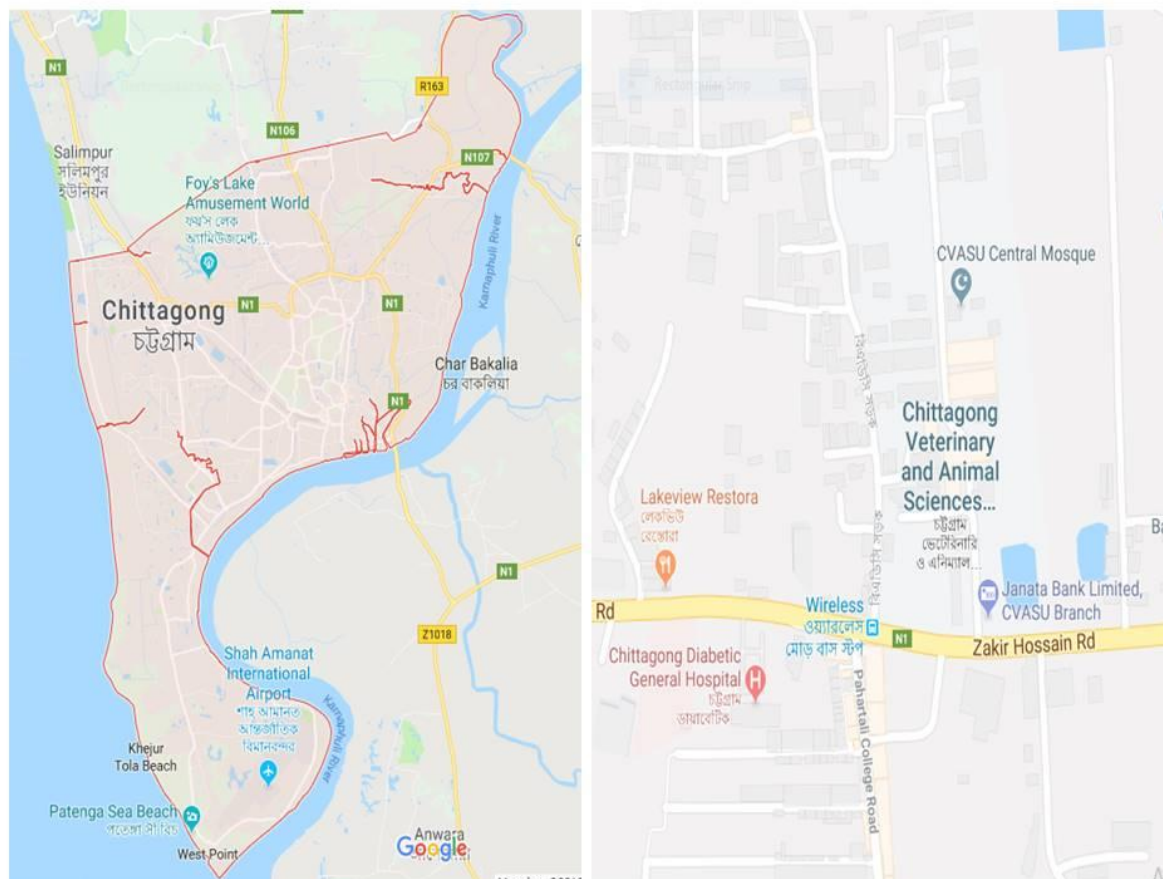 N1
R163
N106
Salimpur
সলিমপুর
ইউনিয়ন
N107
Foy's Lake
Amusement World
ফয়'স লেক
অ্যামিউজমেন্ট...
Karnaphuli River
N1
N1
Chittagong
চট্টগ্রাম
Char Bakalia
চর বাকলিয়া
N1
N1
Z1018
Shah Amanat
International
Airport
শাহ আমানত
আন্তর্জাতিক
বিমানবন্দর
Karnaphuli River
Khejur
Tola Beach
Patenga Sea Beach
পতেঙ্গা সী বিচ
West Point
Anwara
Google
Rectangular Snip
CVASU Central Mosque
Chittagong
Veterinary
and Animal
Sciences...
চট্টগ্রাম
ভেটেরিনারি
ও এনিম্যাল...
Lakeview Restora
লেকভিউ
রেস্তোরা
Janata Bank Limited,
CVASU Branch
Rd
Wireless
ওয়্যারলেস
মোড় বাস স্টপ
N1
Zakir Hossain Rd
Chittagong Diabetic
General Hospital
চট্টগ্রাম
ডায়াবেটিক
Pahartali College Road